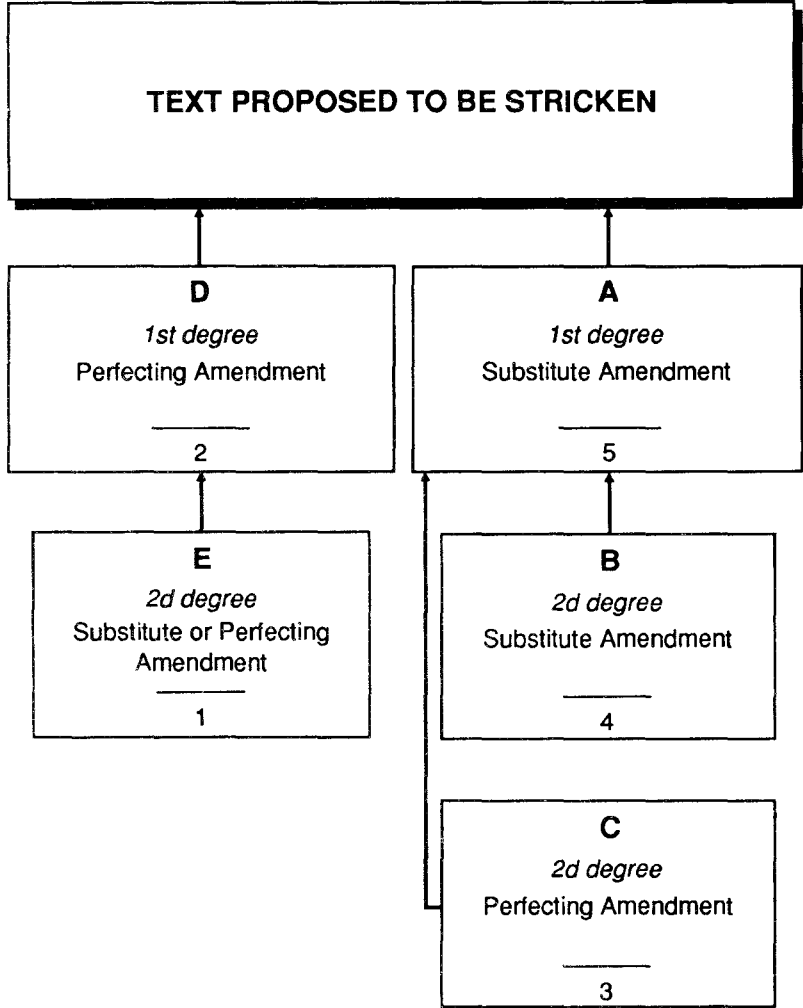 TEXT PROPOSED TO BE STRICKEN
D
1st degree
Perfecting Amendment
2
A
1st degree
Substitute Amendment
5
E
2d degree
Substitute or Perfecting
Amendment
1
B
2d degree
Substitute Amendment
4
C
2d degree
Perfecting Amendment
3